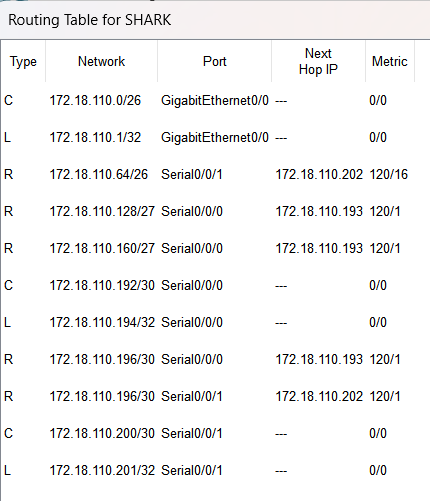 Routing Table for SHARK
Type Network Port Next Hop IP Metric
C 172.18.110.0/26 GigabitEthernet0/0 --- 0/0
L 172.18.110.1/32 GigabitEthernet0/0 --- 0/0
R 172.18.110.64/26 Serial0/0/1 172.18.110.202 120/16
R 172.18.110.128/27 Serial0/0/0 172.18.110.193 120/1
R 172.18.110.160/27 Serial0/0/0 172.18.110.193 120/1
C 172.18.110.192/30 Serial0/0/0 --- 0/0
L 172.18.110.194/32 Serial0/0/0 --- 0/0
R 172.18.110.196/30 Serial0/0/0 172.18.110.193 120/1
R 172.18.110.196/30 Serial0/0/1 172.18.110.202 120/1
C 172.18.110.200/30 Serial0/0/1 --- 0/0
L 172.18.110.201/32 Serial0/0/1 --- 0/0